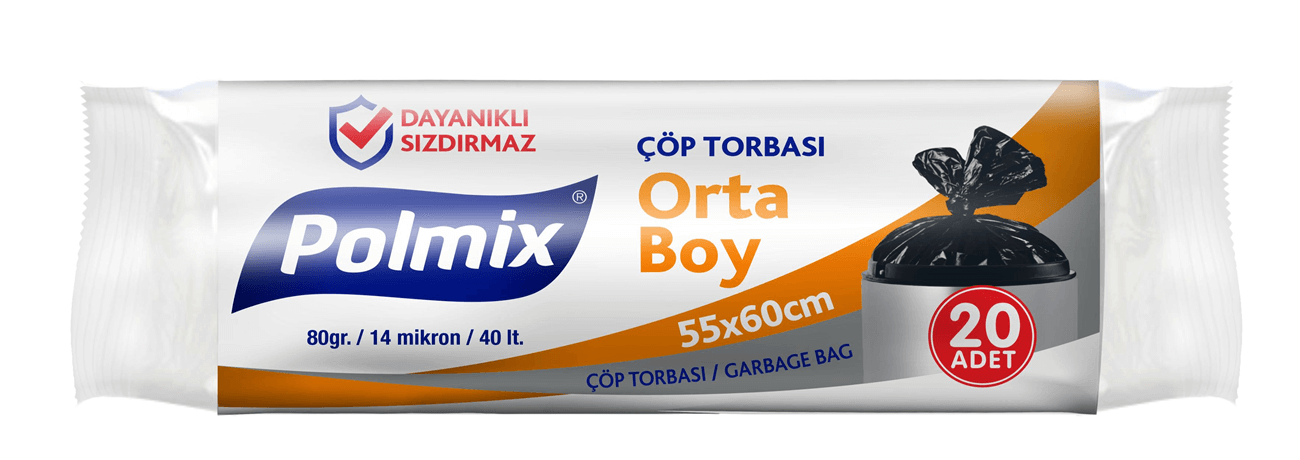 DAYANIKLI
SIZDIRMAZ
Polmix®
80gr. / 14 mikron / 40 lt.
ÇÖP TORBASI
Orta
Boy
55x60cm
ÇÖP TORBASI / GARBAGE BAG
20
ADET